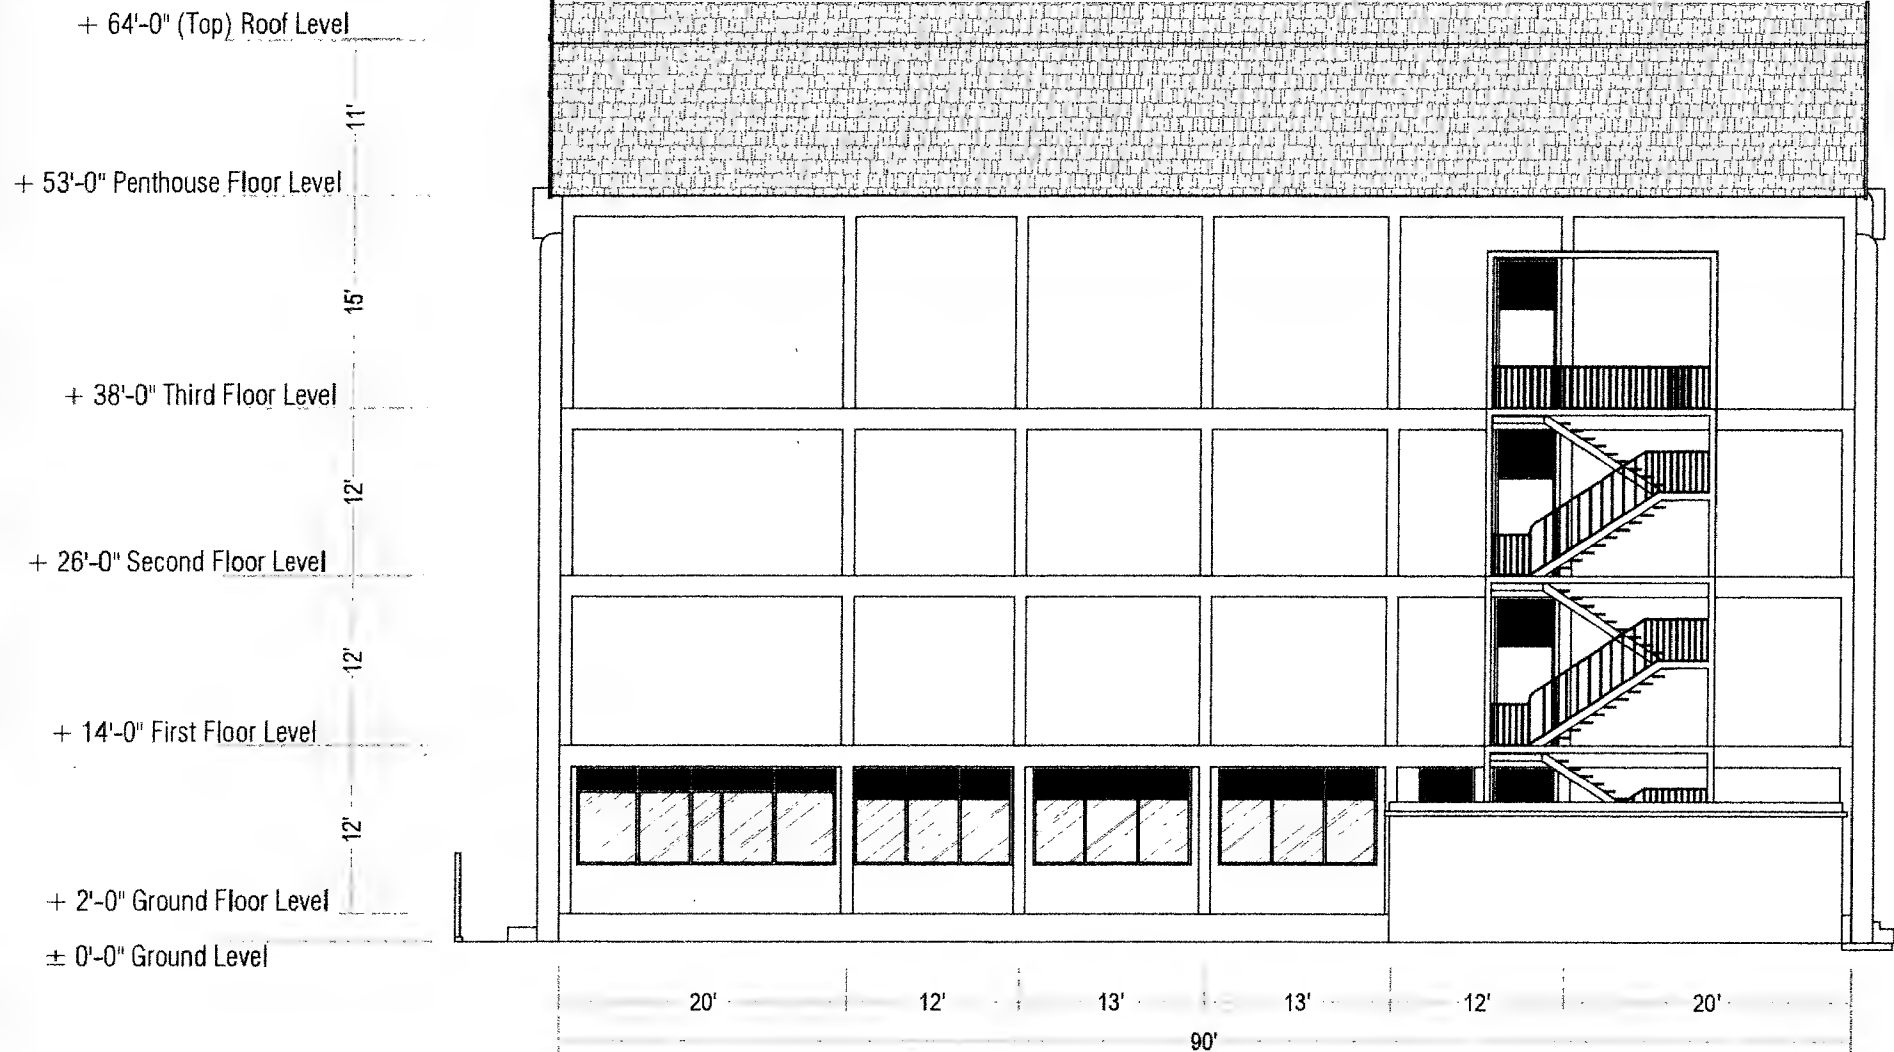 + 64'-0" (Top) Roof Level
11'
+ 53'-0" Penthouse Floor Level
15'
+ 38'-0" Third Floor Level
12'
+ 26'-0" Second Floor Level
12'
+ 14'-0" First Floor Level
12'
+ 2'-0" Ground Floor Level
± 0'-0" Ground Level
20' 12' 13' 13' 12' 20'
90'